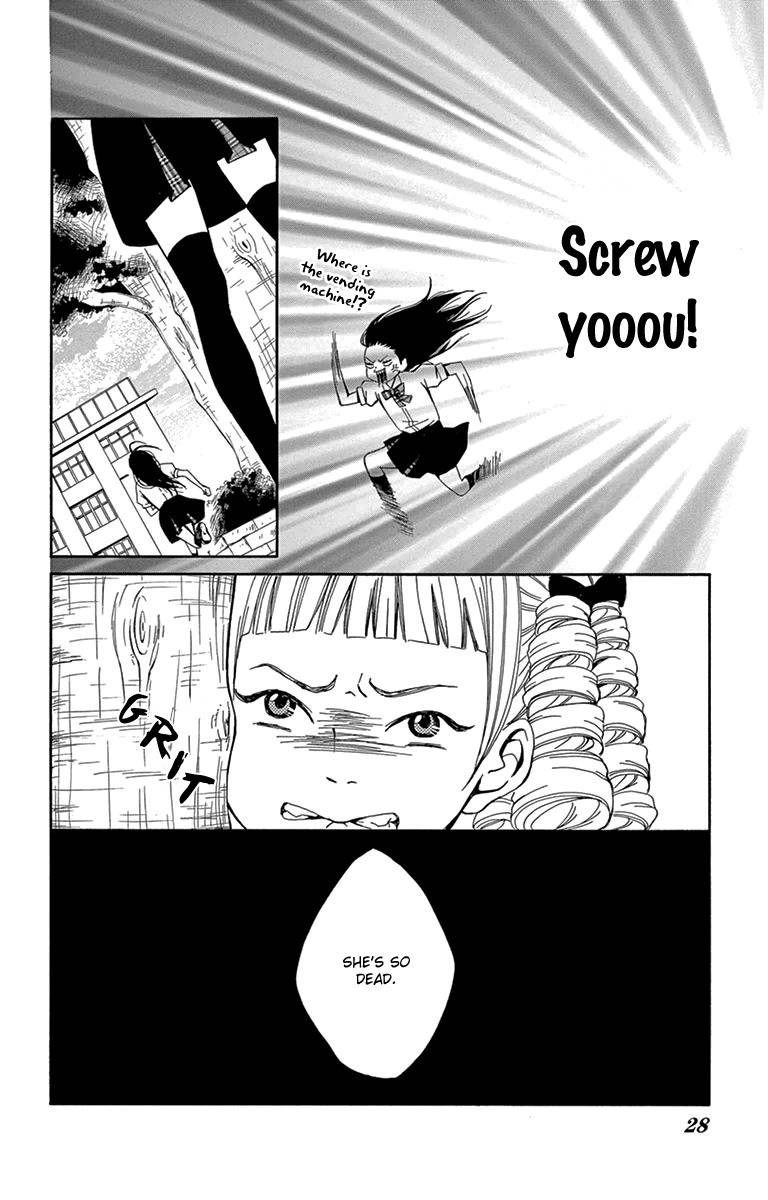 Screw
yooou!
Where is
the vending
machine!?
GRIT
SHE'S SO
DEAD.
28